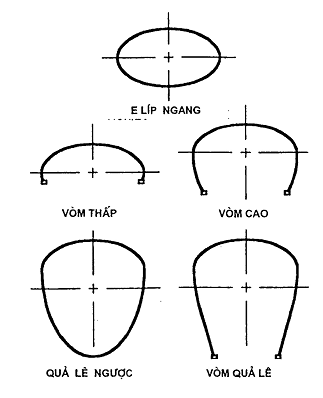 E LÍP NGANG
VÒM THẤP
VÒM CAO
QUẢ LÊ NGƯỢC
VÒM QUẢ LÊ